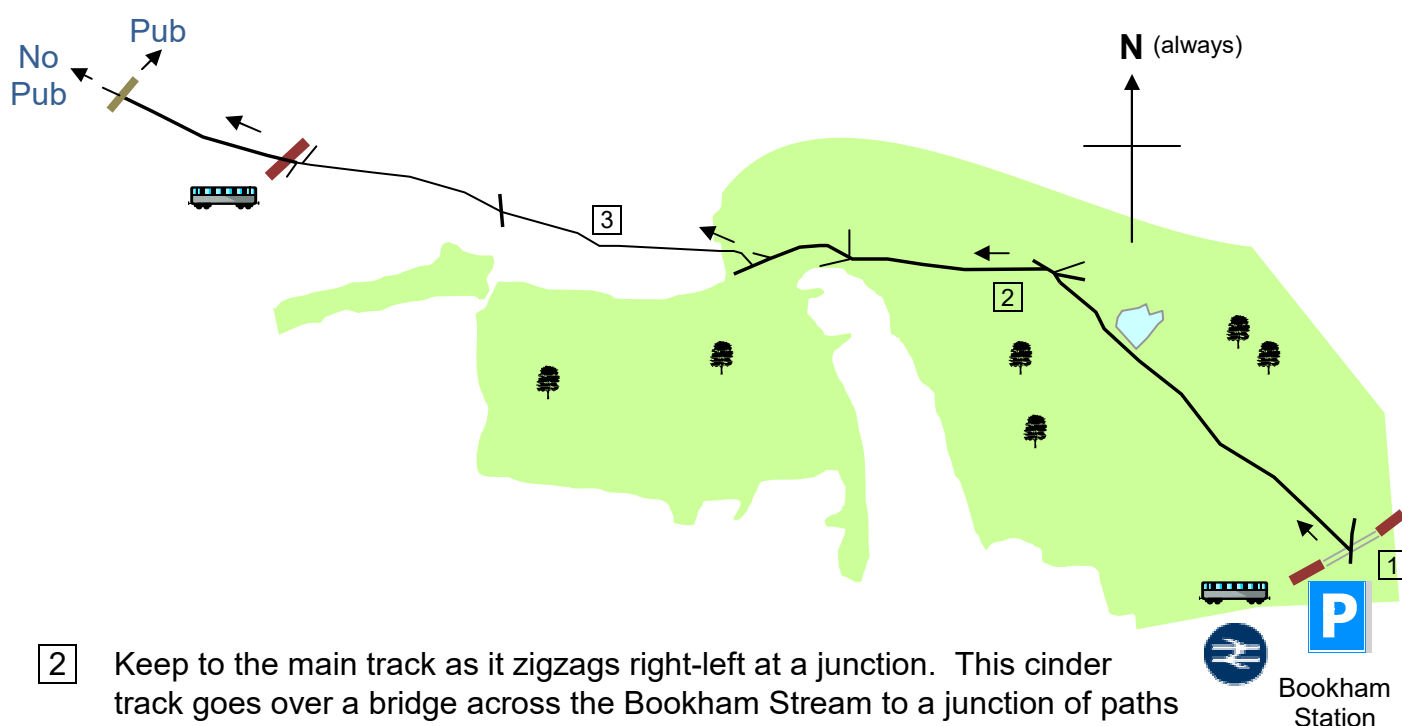 Pub
No
Pub
N (always)
3
2
1
P
Bookham
Station
2 Keep to the main track as it zigzags right-left at a junction. This cinder
track goes over a bridge across the Bookham Stream to a junction of paths